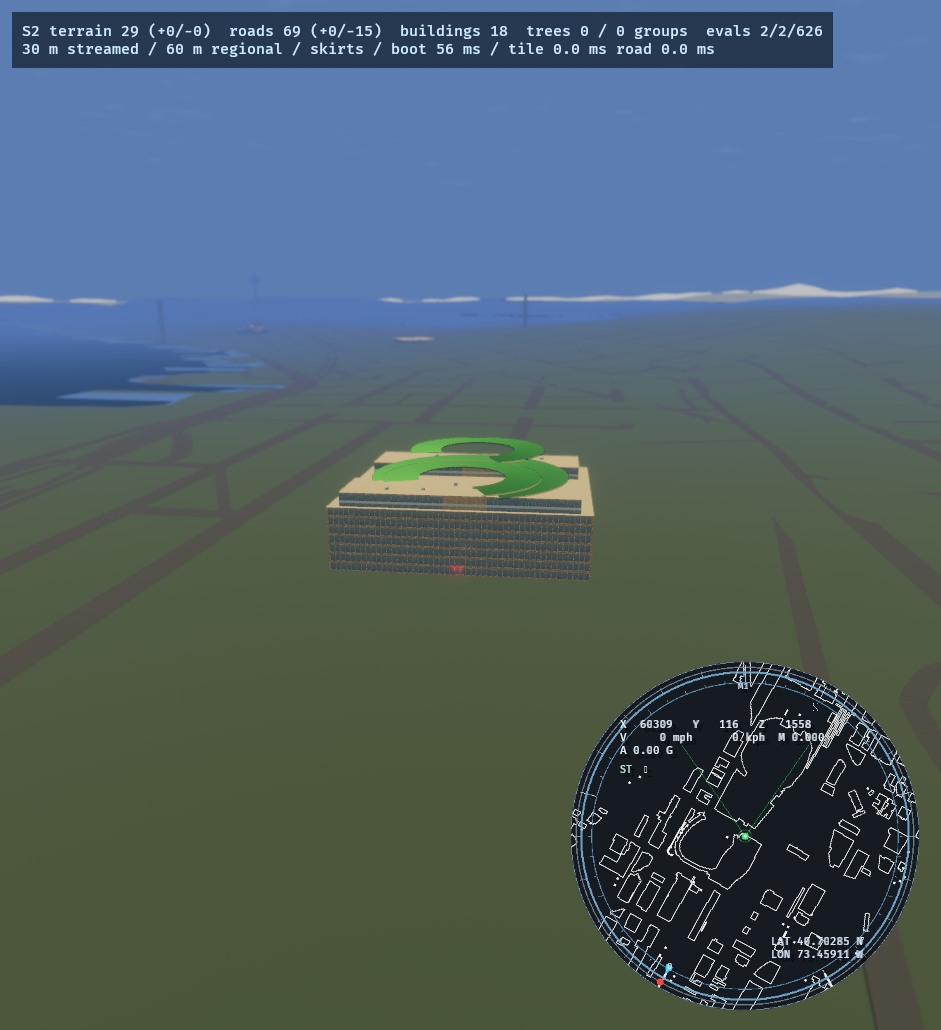 S2 terrain 29 (+0/-0)  roads 69 (+0/-15)  buildings 18  trees 0 / 0 groups  evals 2/2/626
30 m streamed / 60 m regional / skirts / boot 56 ms / tile 0.0 ms road 0.0 ms
M1
X 60309 Y 116 Z 1558
V 0 mph 0 kph M 0.000
A 0.00 G
ST
LAT 40.70285 N
LON 73.45911 W